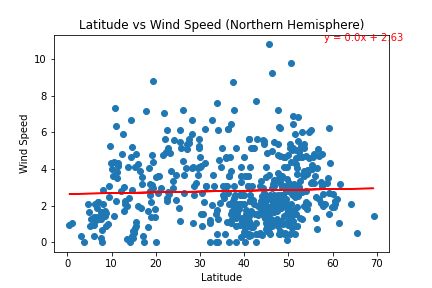 Latitude vs Wind Speed (Northern Hemisphere)
y = 0.0x + 2.63
10
8
6
4
2
0
Wind Speed
0 10 20 30 40 50 60 70
Latitude